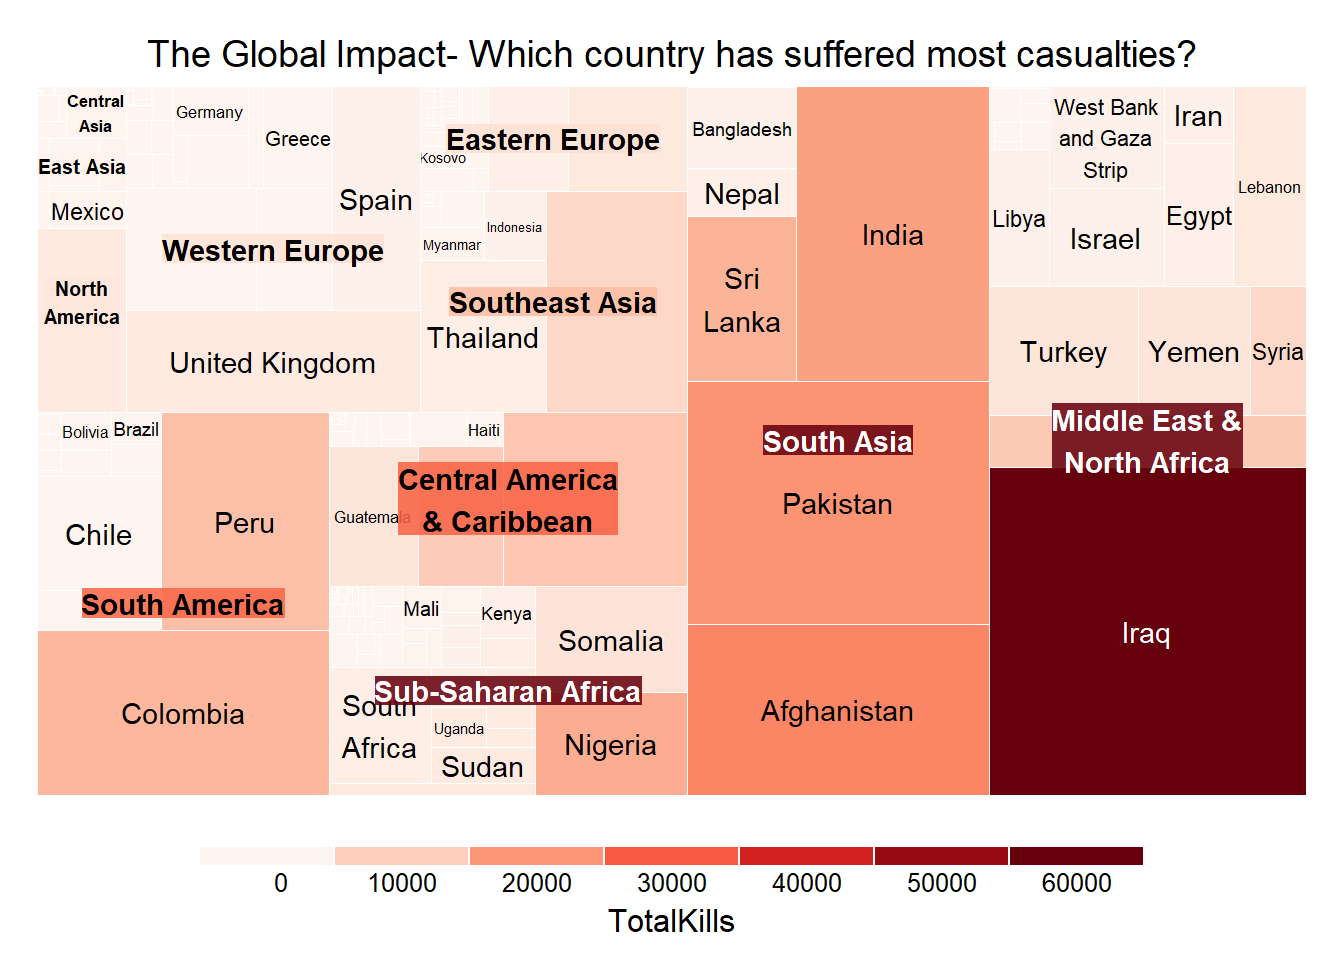 The Global Impact- Which country has suffered most casualties?
Central
Asia
East Asia
Mexico
North
America
Germany
Greece
Spain
Western Europe
United Kingdom
Eastern Europe
Kosovo
Indonesia
Myanmar
Southeast Asia
Thailand
Bangladesh
Nepal
India
Sri
Lanka
South Asia
Pakistan
Afghanistan
West Bank
and Gaza
Strip
Iran
Lebanon
Libya
Israel
Egypt
Turkey
Yemen
Syria
Middle East &
North Africa
Iraq
Bolivia
Brazil
Chile
Peru
South America
Colombia
Haiti
Guatemala
Central America
& Caribbean
Mali
Kenya
Somalia
Sub-Saharan Africa
South
Africa
Uganda
Sudan
Nigeria
0 10000 20000 30000 40000 50000 60000
TotalKills